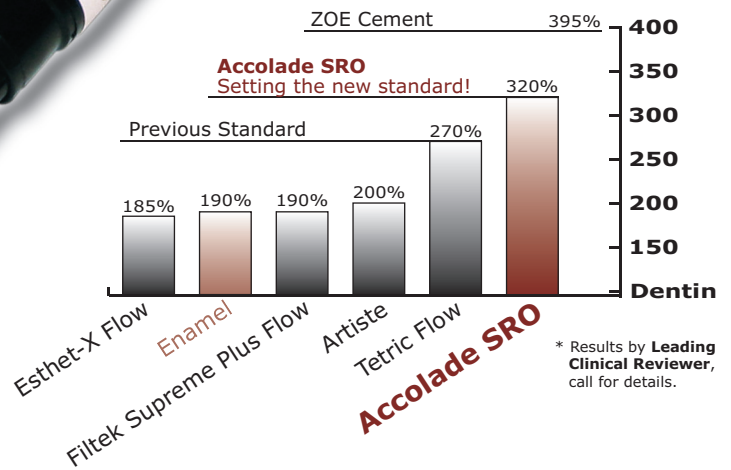 ZOE Cement 395%
Accolade SRO
Setting the new standard! 320%
Previous Standard 270%
185%
190%
190%
200%
400
350
300
250
200
150
Dentin
Esthet-X Flow
Enamel
Filtek Supreme Plus Flow
Artiste
Tetric Flow
Accolade SRO
* Results by Leading
Clinical Reviewer,
call for details.